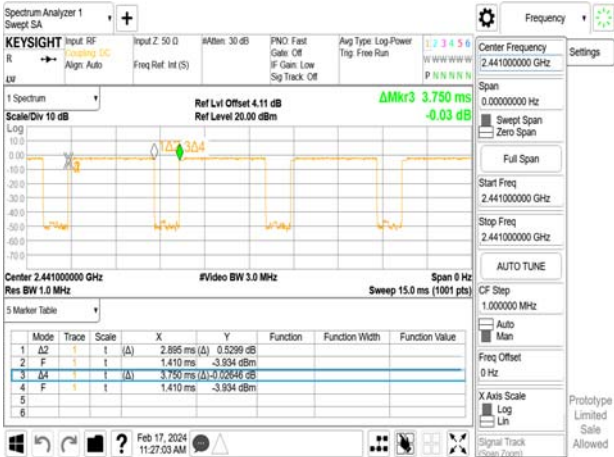 Spectrum Analyzer 1
Swept SA
+
Frequency
KEYSIGHT
Input: RF
Coupling: DC
Align: Auto
Input Z: 50 Ω
Freq Ref: Int (S)
#Atten: 30 dB
PNO: Fast
Gate: Off
IF Gain: Low
Sig Track: Off
Avg Type: Log-Power
Trig: Free Run
1 2 3 4 5 6
W W W W W W
P N N N N N
R
1 Spectrum
Scale/Div 10 dB
Log
Ref Lvl Offset 4.11 dB
Ref Level 20.00 dBm
ΔMkr3 3.750 ms
-0.03 dB
10.0
0.00
-10.0
-20.0
-30.0
-40.0
-50.0
-60.0
-70.0
3Δ4
Center 2.441000000 GHz
Res BW 1.0 MHz
#Video BW 3.0 MHz
Span 0 Hz
Sweep 15.0 ms (1001 pts)
5 Marker Table
Mode Trace Scale X Y Function Function Width Function Value
1 Δ2 1 t (Δ) 2.895 ms (Δ) 0.5299 dB
2 F 1 t 1.410 ms -3.934 dBm
3 Δ4 1 t (Δ) 3.750 ms (Δ) -0.02646 dB
4 F 1 t 1.410 ms -3.934 dBm
5
6
Feb 17, 2024
11:27:03 AM
?
Center Frequency
2.441000000 GHz
Settings
Span
0.00000000 Hz
Swept Span
Zero Span
Full Span
Start Freq
2.441000000 GHz
Stop Freq
2.441000000 GHz
AUTO TUNE
CF Step
1.000000 MHz
Auto
Man
Freq Offset
0 Hz
X Axis Scale
Log
Lin
Signal Track
(Span Zoom)
Prototype
Limited
Sale
Allowed